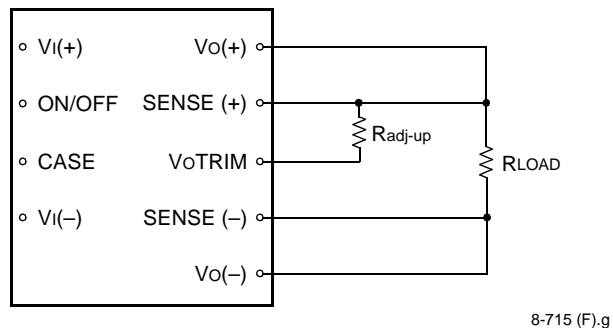 VI(+)
ON/OFF
CASE
VI(–)
VO(+)
SENSE (+)
VOTRIM
SENSE (–)
VO(–)
Radj-up
RLOAD
8-715 (F).g